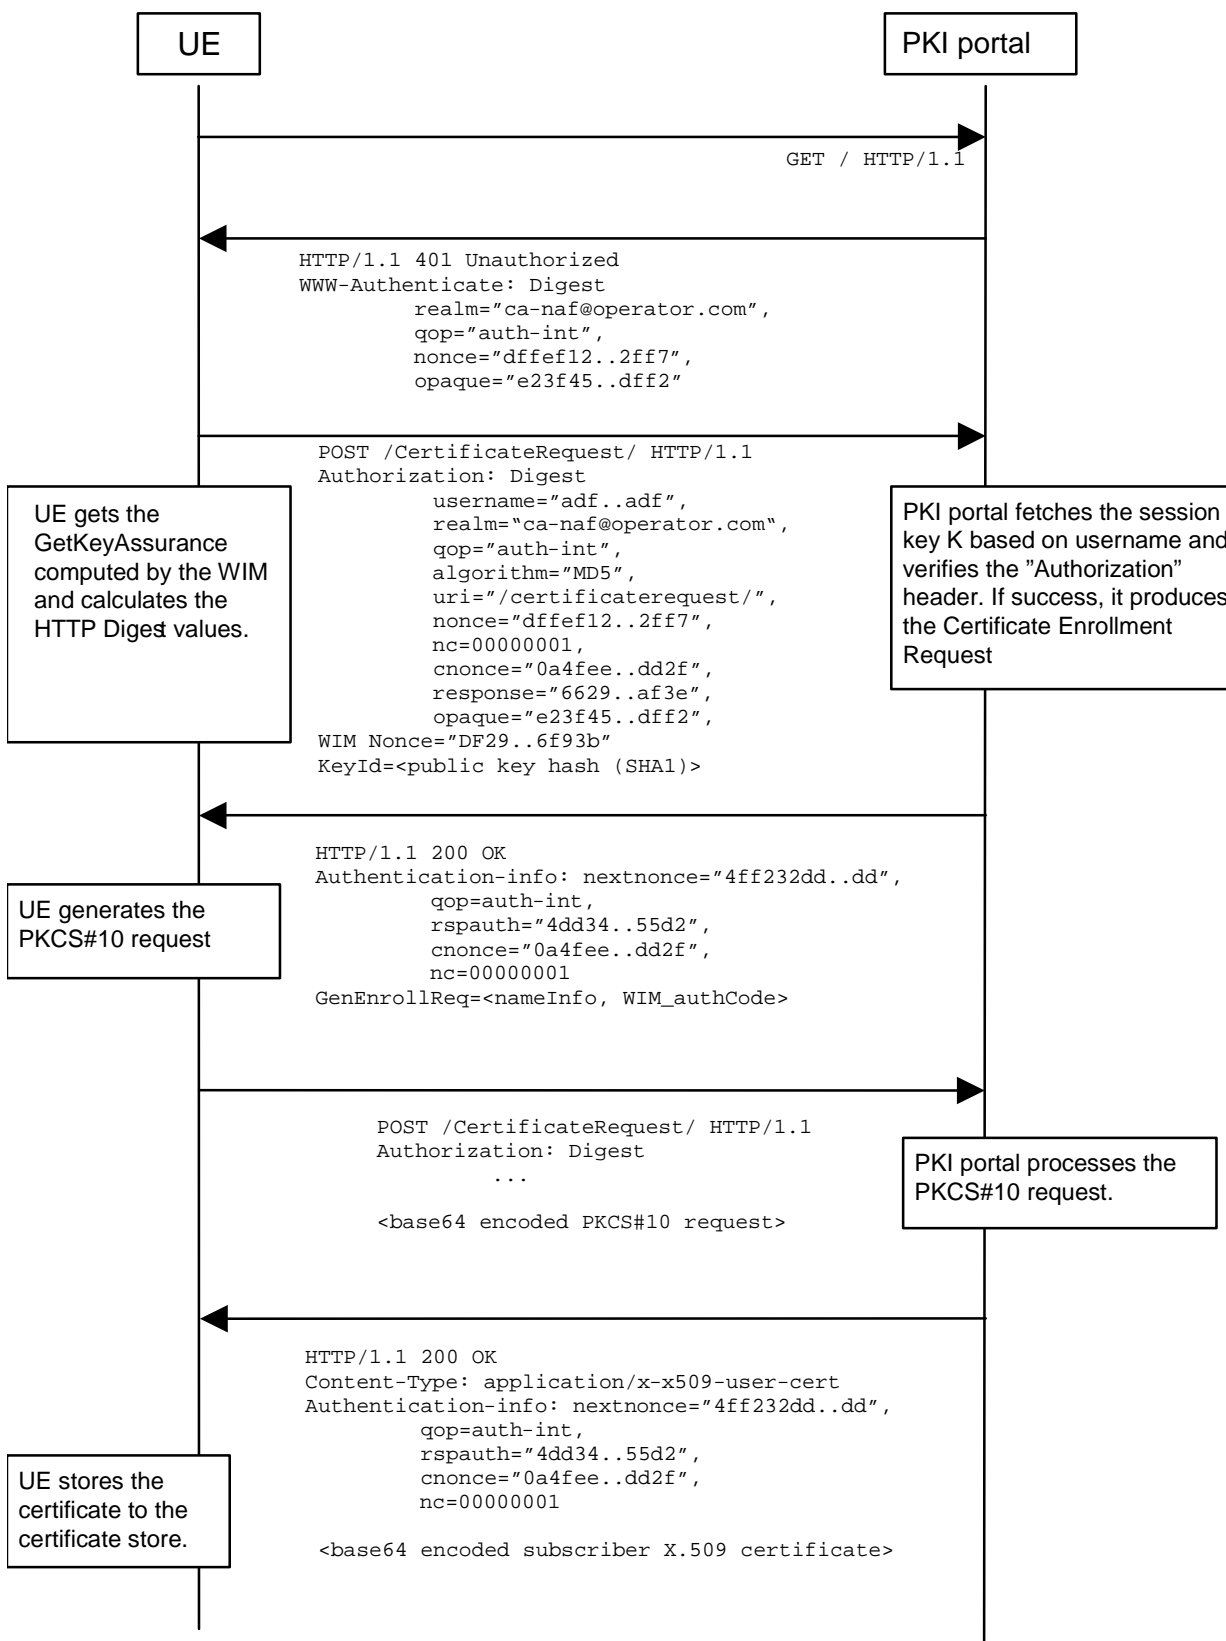 UE
PKI portal
GET / HTTP/1.1
HTTP/1.1 401 Unauthorized
WWW-Authenticate: Digest
realm="ca-naf@operator.com",
qop="auth-int",
nonce="dffef12..2ff7",
opaque="e23f45..dff2"
POST /CertificateRequest/ HTTP/1.1
Authorization: Digest
username="adf..adf",
realm="ca-naf@operator.com",
qop="auth-int",
algorithm="MD5",
uri="/certificaterequest/",
nonce="dffef12..2ff7",
nc=00000001,
cnonce="0a4fee..dd2f",
response="6629..af3e",
opaque="e23f45..dff2",
WIM Nonce="DF29..6f93b"
KeyId=<public key hash (SHA1)>
UE gets the
GetKeyAssurance
computed by the WIM
and calculates the
HTTP Digest values.
PKI portal fetches the session
key K based on username and
verifies the "Authorization"
header. If success, it produces
the Certificate Enrollment
Request
HTTP/1.1 200 OK
Authentication-info: nextnonce="4ff232dd..dd",
qop=auth-int,
rspauth="4dd34..55d2",
cnonce="0a4fee..dd2f",
nc=00000001
GenEnrollReq=<nameInfo, WIM_authCode>
UE generates the
PKCS#10 request
POST /CertificateRequest/ HTTP/1.1
Authorization: Digest
...
<base64 encoded PKCS#10 request>
PKI portal processes the
PKCS#10 request.
HTTP/1.1 200 OK
Content-Type: application/x-x509-user-cert
Authentication-info: nextnonce="4ff232dd..dd",
qop=auth-int,
rspauth="4dd34..55d2",
cnonce="0a4fee..dd2f",
nc=00000001
<base64 encoded subscriber X.509 certificate>
UE stores the
certificate to the
certificate store.